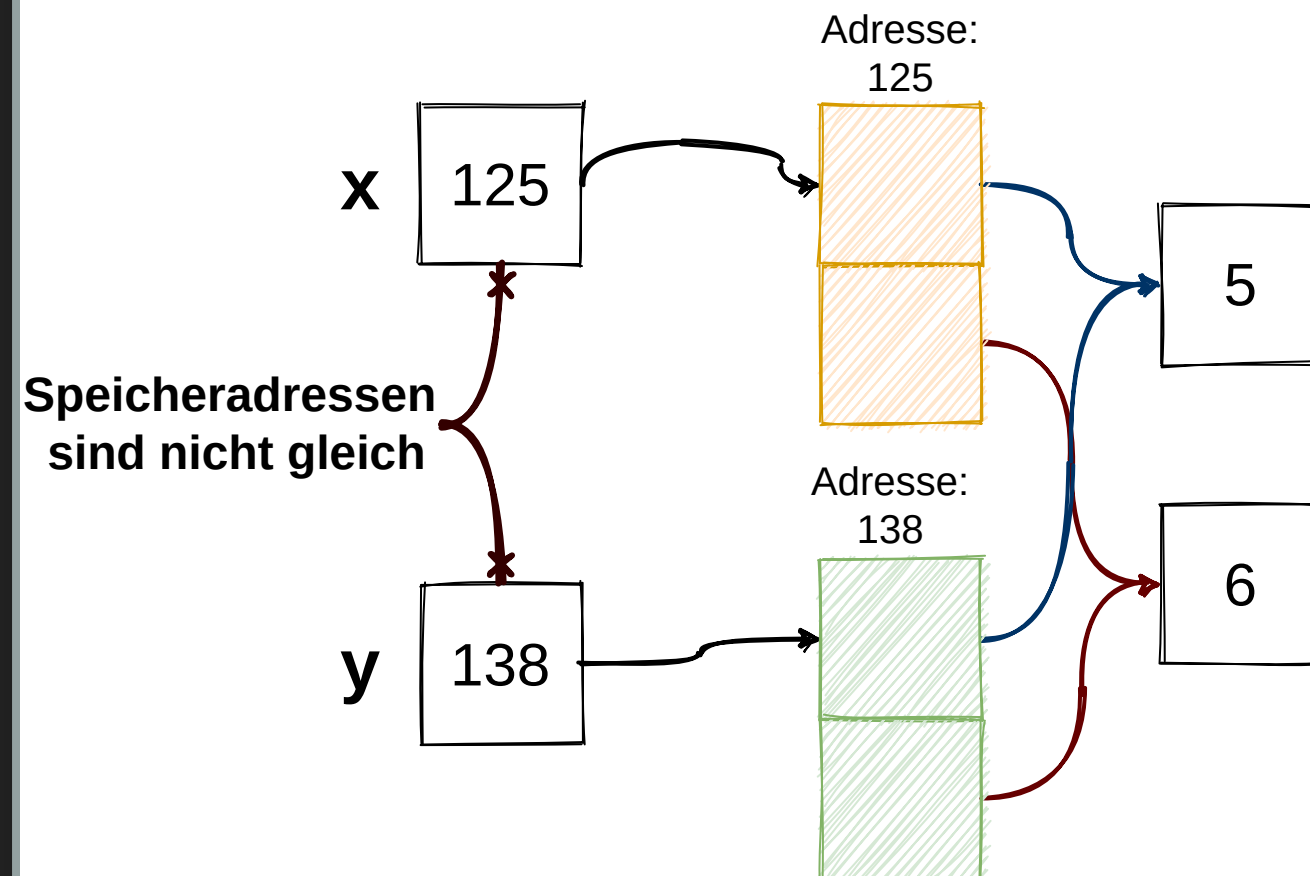 Adresse:
125
x
125
5
Speicheradressen
sind nicht gleich
Adresse:
138
6
y
138